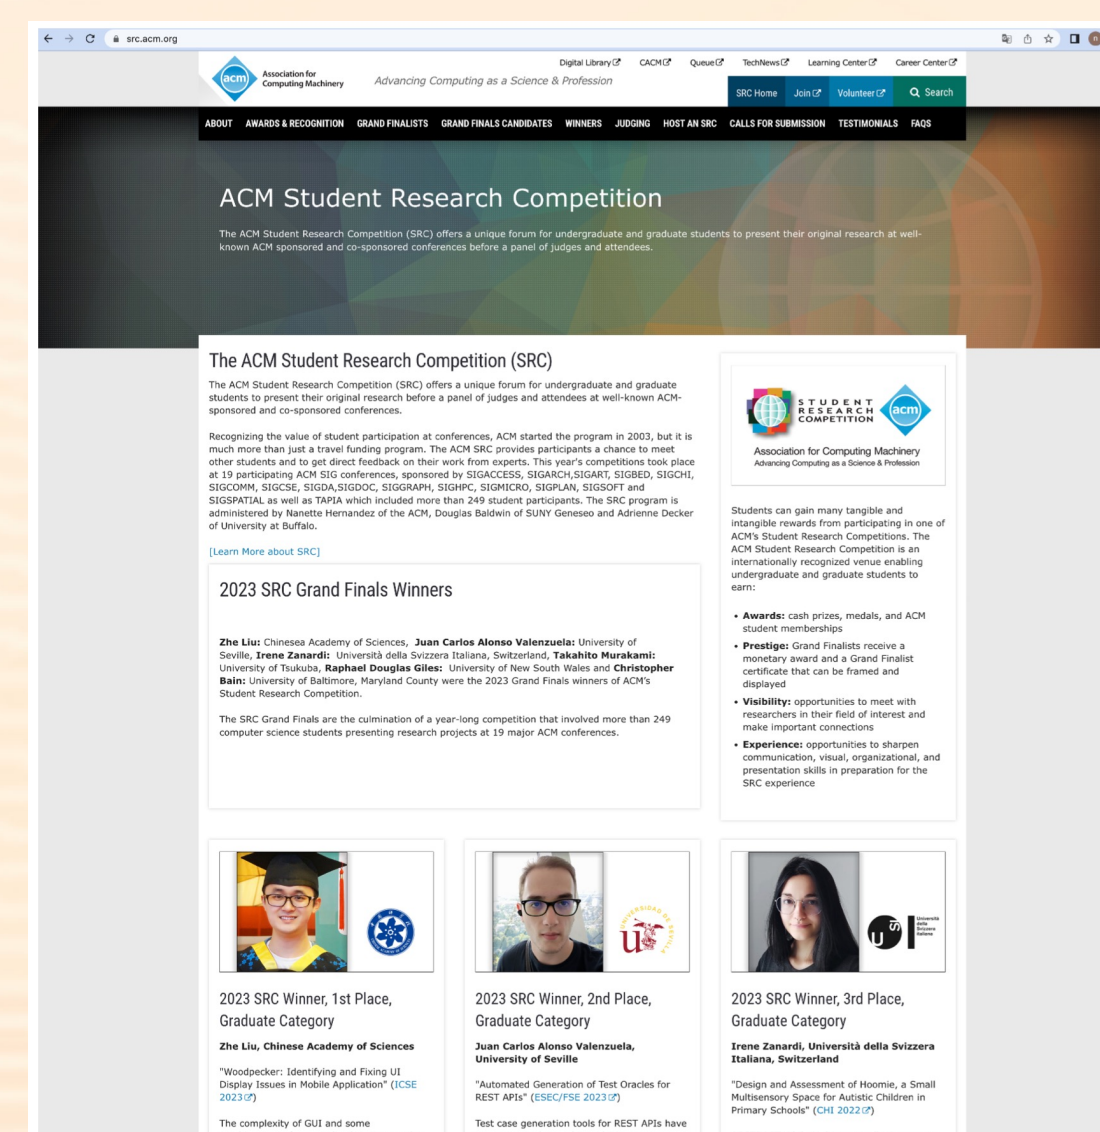 src.acm.org
Digital Library
CACM
Queue
TechNews
Learning Center
Career Center
acm
Association for
Computing Machinery
Advancing Computing as a Science & Profession
SRC Home
Join
Volunteer
Search
ABOUT
AWARDS & RECOGNITION
GRAND FINALISTS
GRAND FINALS CANDIDATES
WINNERS
JUDGING
HOST AN SRC
CALLS FOR SUBMISSION
TESTIMONIALS
FAQS
ACM Student Research Competition
The ACM Student Research Competition (SRC) offers a unique forum for undergraduate and graduate students to present their original research at well-
known ACM sponsored and co-sponsored conferences before a panel of judges and attendees.
The ACM Student Research Competition (SRC)
The ACM Student Research Competition (SRC) offers a unique forum for undergraduate and graduate
students to present their original research before a panel of judges and attendees at well-known ACM-
sponsored and co-sponsored conferences.
Recognizing the value of student participation at conferences, ACM started the program in 2003, but it is
much more than just a travel funding program. The ACM SRC provides participants a chance to meet
other students and to get direct feedback on their work from experts. This year's competitions took place
at 19 participating ACM SIG conferences, sponsored by SIGACCESS, SIGARCH,SIGART, SIGBED, SIGCHI,
SIGCOMM, SIGCSE, SIGDA,SIGDOC, SIGGRAPH, SIGHPC, SIGMICRO, SIGPLAN, SIGSOFT and
SIGSPATIAL as well as TAPIA which included more than 249 student participants. The SRC program is
administered by Nanette Hernandez of the ACM, Douglas Baldwin of SUNY Geneseo and Adrienne Decker
of University at Buffalo.
[Learn More about SRC]
2023 SRC Grand Finals Winners
Zhe Liu: Chinesea Academy of Sciences, Juan Carlos Alonso Valenzuela: University of
Seville, Irene Zanardi: Università della Svizzera Italiana, Switzerland, Takahito Murakami:
University of Tsukuba, Raphael Douglas Giles: University of New South Wales and Christopher
Bain: University of Baltimore, Maryland County were the 2023 Grand Finals winners of ACM's
Student Research Competition.
The SRC Grand Finals are the culmination of a year-long competition that involved more than 249
computer science students presenting research projects at 19 major ACM conferences.
STUDENT
RESEARCH
COMPETITION
acm
Association for Computing Machinery
Advancing Computing as a Science & Profession
Students can gain many tangible and
intangible rewards from participating in one of
ACM's Student Research Competitions. The
ACM Student Research Competition is an
internationally recognized venue enabling
undergraduate and graduate students to
earn:
• Awards: cash prizes, medals, and ACM
student memberships
• Prestige: Grand Finalists receive a
monetary award and a Grand Finalist
certificate that can be framed and
displayed
• Visibility: opportunities to meet with
researchers in their field of interest and
make important connections
• Experience: opportunities to sharpen
communication, visual, organizational, and
presentation skills in preparation for the
SRC experience
2023 SRC Winner, 1st Place,
Graduate Category
Zhe Liu, Chinese Academy of Sciences
"Woodpecker: Identifying and Fixing UI
Display Issues in Mobile Application" (ICSE
2023)
The complexity of GUI and some
UNIVERSIDAD DE SEVILLA
2023 SRC Winner, 2nd Place,
Graduate Category
Juan Carlos Alonso Valenzuela,
University of Seville
"Automated Generation of Test Oracles for
REST APIs" (ESEC/FSE 2023)
Test case generation tools for REST APIs have
USI
Università
della
Svizzera
italiana
2023 SRC Winner, 3rd Place,
Graduate Category
Irene Zanardi, Università della Svizzera
Italiana, Switzerland
"Design and Assessment of Hoomie, a Small
Multisensory Space for Autistic Children in
Primary Schools" (CHI 2022)